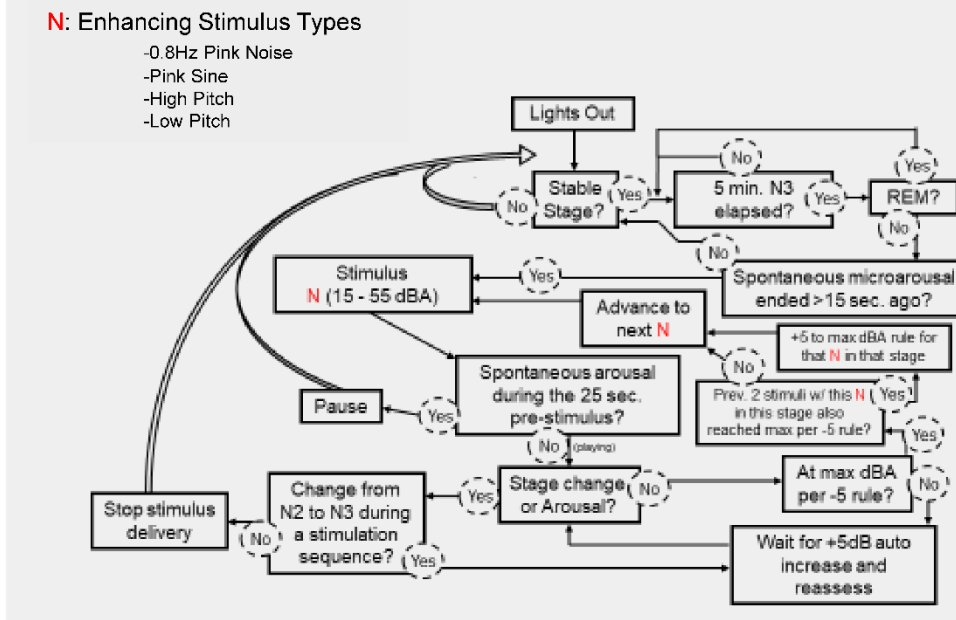 N: Enhancing Stimulus Types
-0.8Hz Pink Noise
-Pink Sine
-High Pitch
-Low Pitch
Lights Out
Stable
Stage?
No
Yes
5 min. N3
elapsed?
No
Yes
REM?
Yes
No
Spontaneous microarousal
ended >15 sec. ago?
No
Yes
Stimulus
N (15 - 55 dBA)
Advance to
next N
+5 to max dBA rule for
that N in that stage
Prev. 2 stimuli w/ this N
in this stage also
reached max per -5 rule?
No
Yes
Spontaneous arousal
during the 25 sec.
pre-stimulus?
Yes
No
(playing)
Pause
Stage change
or Arousal?
Yes
No
At max dBA
per -5 rule?
Yes
No
Change from
N2 to N3 during
a stimulation
sequence?
No
Yes
Stop stimulus
delivery
Wait for +5dB auto
increase and
reassess